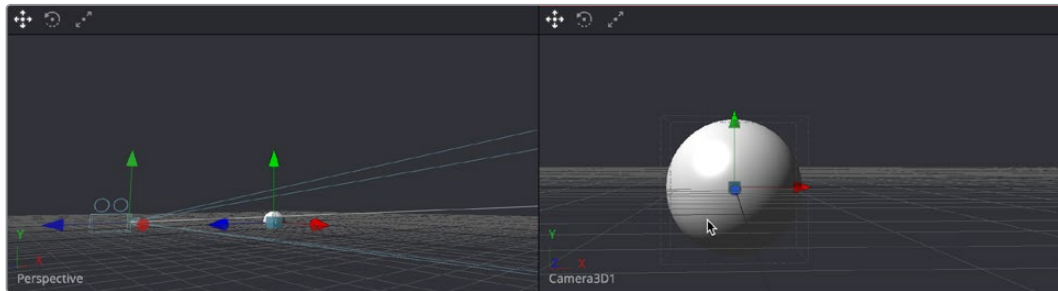 Y
X
Perspective
Y
Z X
Camera3D1